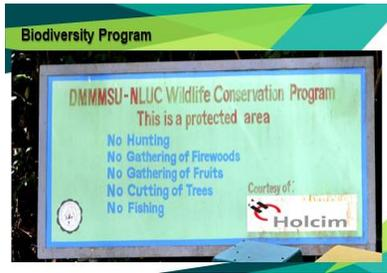 Biodiversity Program
DMMMSU-NLUC Wildlife Conservation Program
This is a protected area
No Hunting
No Gathering of Firewoods
No Gathering of Fruits
No Cutting of Trees
No Fishing
Courtesy of:
Holcim